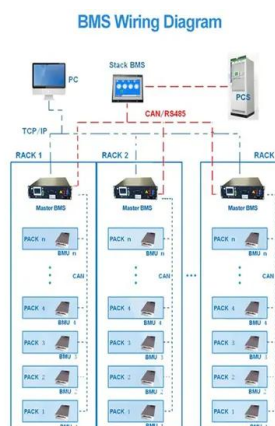 BMS Wiring Diagram
Stack BMS
PC
PCS
CAN/RS485
TCP/IP
RACK 1
RACK 2
RACK
Master BMS
Master BMS
Master BMS
PACK n
PACK n
PACK n
BMU n
BMU n
BMU n
CAN
CAN
CAN
PACK 4
PACK 4
PACK 4
BMU 4
BMU 4
BMU 4
PACK 3
PACK 3
PACK 3
BMU 3
BMU 3
BMU 3
PACK 2
PACK 2
PACK 2
BMU 2
BMU 2
BMU 2
PACK 1
PACK 1
PACK 1